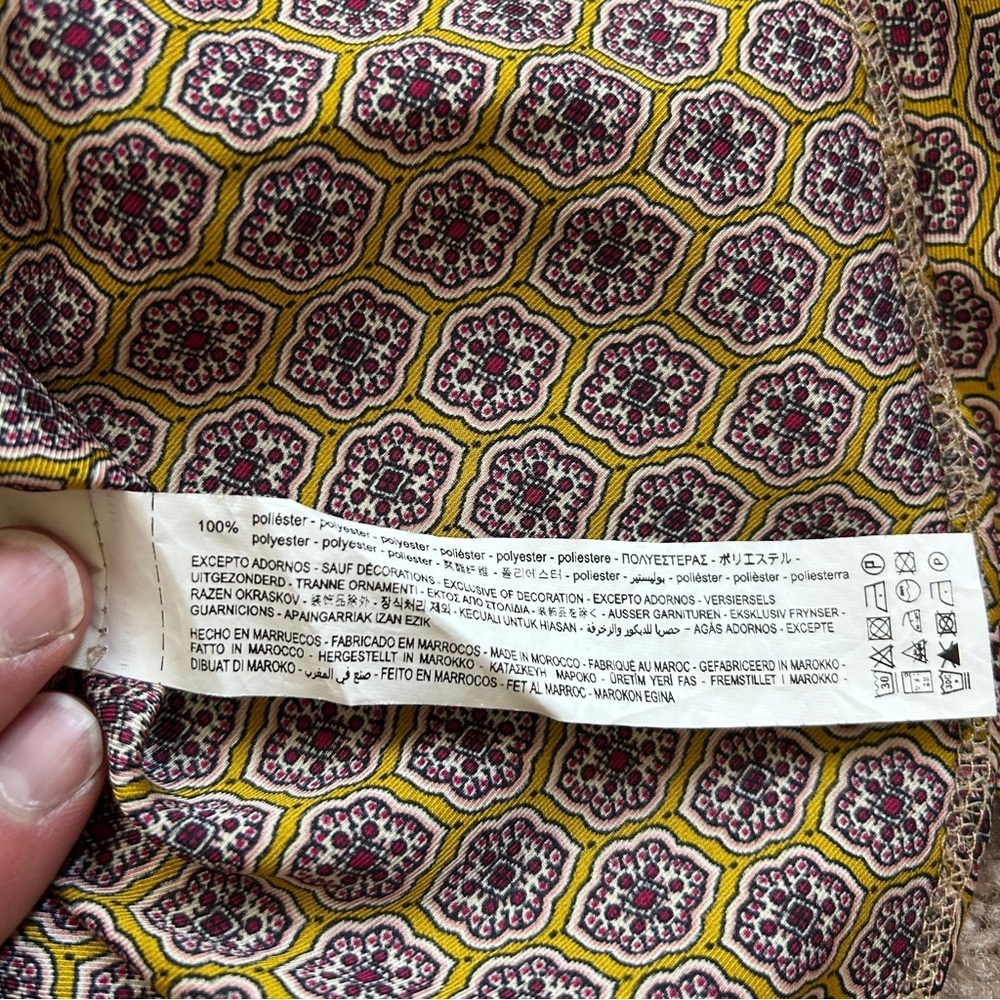 100% poliéster - polyester - polyester - poliéster - polyester - poliestere - ΠΟΛΥΕΣΤΕΡΑΣ - ポリエステル -
polyester - polyester - poliester - 聚酯纤维 - 폴리에스터 - poliester - بوليستير - poliéster - poliéster - poliesterra
EXCEPTO ADORNOS - SAUF DÉCORATIONS - EXCLUSIVE OF DECORATION - EXCEPTO ADORNOS - VERSIERSELS
UITGEZONDERD - TRANNE ORNAMENTI - ΕΚΤΟΣ ΑΠΟ ΣΤΟΛΙΔΙΑ - 装飾品を除く - AUSSER GARNITUREN - EKSKLUSIV FRYNSER -
RAZEN OKRASKOV - 装饰品除外 - 장식처리 제외 - KECUALI UNTUK HIASAN - حصريا للديكور والزخرفة - AGÁS ADORNOS - EXCEPTE
GUARNICIONS - APAINGARRIAK IZAN EZIK
HECHO EN MARRUECOS - FABRICADO EM MARROCOS - MADE IN MOROCCO - FABRIQUÉ AU MAROC - GEFABRICEERD IN MAROKKO -
FATTO IN MAROCCO - HERGESTELLT IN MAROKKO - ΚΑΤΑΣΚΕΥΗ ΜΑΡΟΚΟ - ÜRETİM YERİ FAS - FREMSTILLET I MAROKKO -
DIBUAT DI MAROKO - صنع في المغرب - FEITO EN MARROCOS - FET AL MARROC - MAROKON EGINA
P P
30 30C